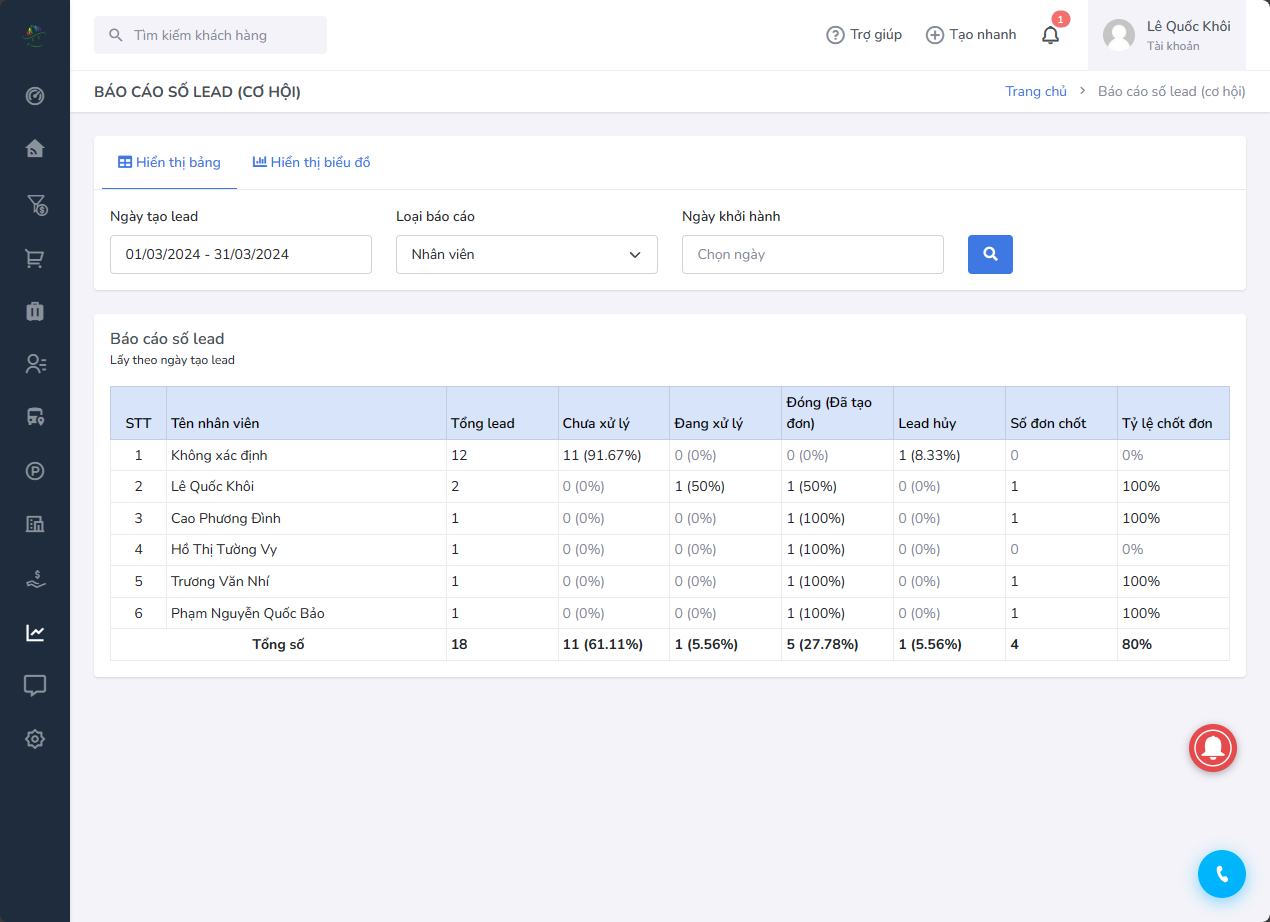 Tìm kiếm khách hàng
Trợ giúp
Tạo nhanh
1
Lê Quốc Khôi
Tài khoản
BÁO CÁO SỐ LEAD (CƠ HỘI)
Trang chủ > Báo cáo số lead (cơ hội)
Hiển thị bảng
Hiển thị biểu đồ
Ngày tạo lead
Loại báo cáo
Ngày khởi hành
01/03/2024 - 31/03/2024
Nhân viên
Chọn ngày
Báo cáo số lead
Lấy theo ngày tạo lead
STT Tên nhân viên Tổng lead Chưa xử lý Đang xử lý Đóng (Đã tạo đơn) Lead hủy Số đơn chốt Tỷ lệ chốt đơn
1 Không xác định 12 11 (91.67%) 0 (0%) 0 (0%) 1 (8.33%) 0 0%
2 Lê Quốc Khôi 2 0 (0%) 1 (50%) 1 (50%) 0 (0%) 1 100%
3 Cao Phương Đình 1 0 (0%) 0 (0%) 1 (100%) 0 (0%) 1 100%
4 Hồ Thị Tường Vy 1 0 (0%) 0 (0%) 1 (100%) 0 (0%) 0 0%
5 Trương Văn Nhí 1 0 (0%) 0 (0%) 1 (100%) 0 (0%) 1 100%
6 Phạm Nguyễn Quốc Bảo 1 0 (0%) 0 (0%) 1 (100%) 0 (0%) 1 100%
Tổng số 18 11 (61.11%) 1 (5.56%) 5 (27.78%) 1 (5.56%) 4 80%